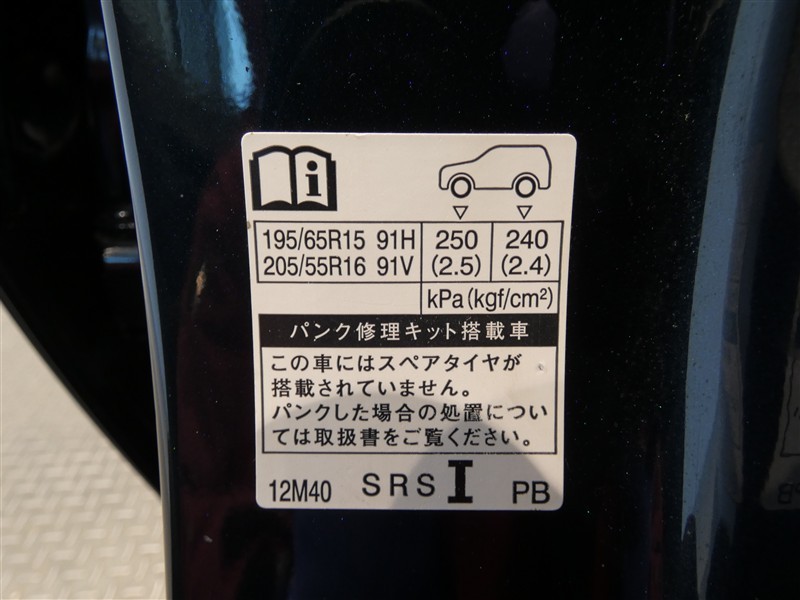 i
195/65R15 91H 250 240
205/55R16 91V (2.5) (2.4)
kPa(kgf/cm²)
パンク修理キット搭載車
この車にはスペアタイヤが
搭載されていません。
パンクした場合の処置につい
ては取扱書をご覧ください。
12M40 SRS I PB